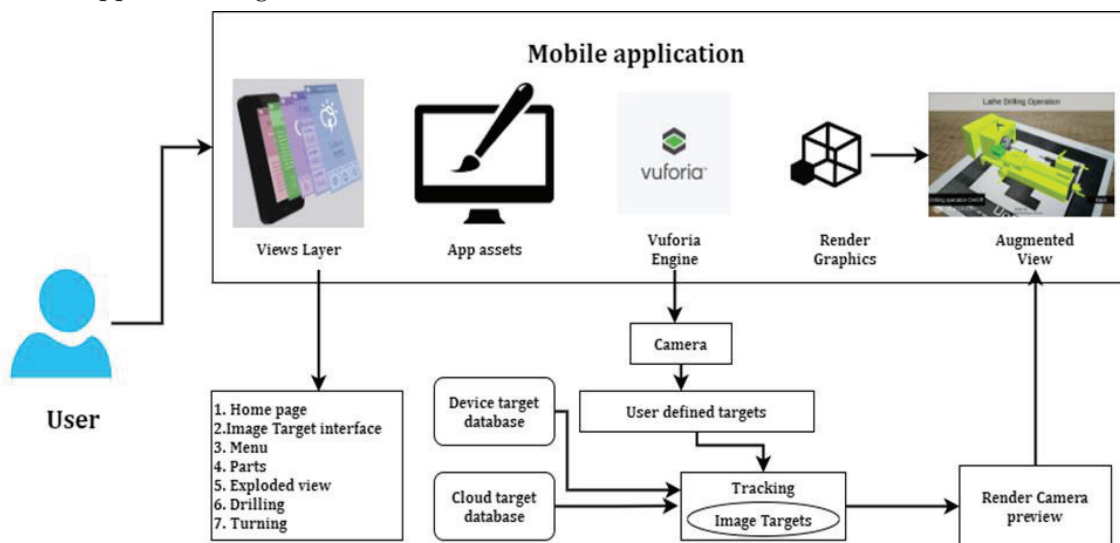 Mobile application
Lathe Drilling Operation
vuforia
Views Layer
App assets
Vuforia
Engine
Render
Graphics
Augmented
View
User
1. Home page
2.Image Target interface
3. Menu
4. Parts
5. Exploded view
6. Drilling
7. Turning
Camera
Device target
database
User defined targets
Cloud target
database
Tracking
Image Targets
Render Camera
preview